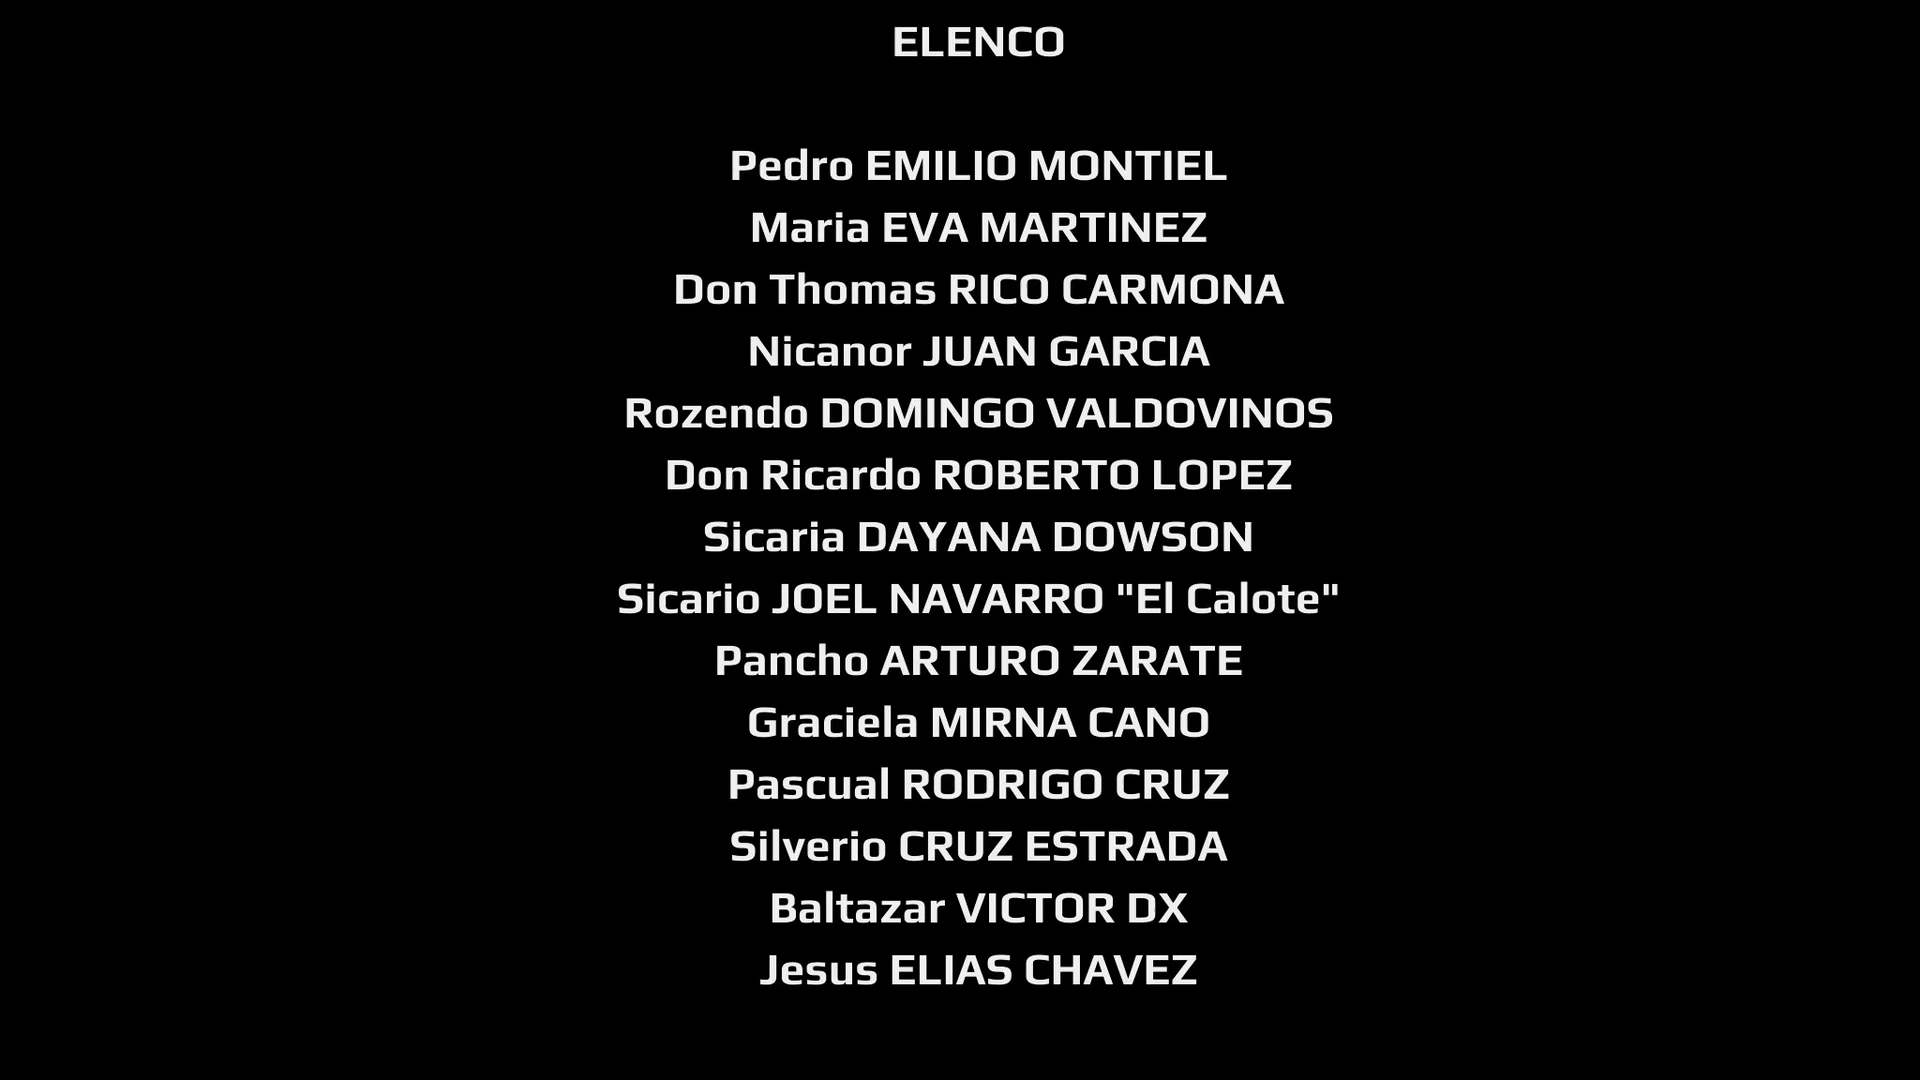 ELENCO
Pedro EMILIO MONTIEL
Maria EVA MARTINEZ
Don Thomas RICO CARMONA
Nicanor JUAN GARCIA
Rozendo DOMINGO VALDOVINOS
Don Ricardo ROBERTO LOPEZ
Sicaria DAYANA DOWSON
Sicario JOEL NAVARRO "El Calote"
Pancho ARTURO ZARATE
Graciela MIRNA CANO
Pascual RODRIGO CRUZ
Silverio CRUZ ESTRADA
Baltazar VICTOR DX
Jesus ELIAS CHAVEZ